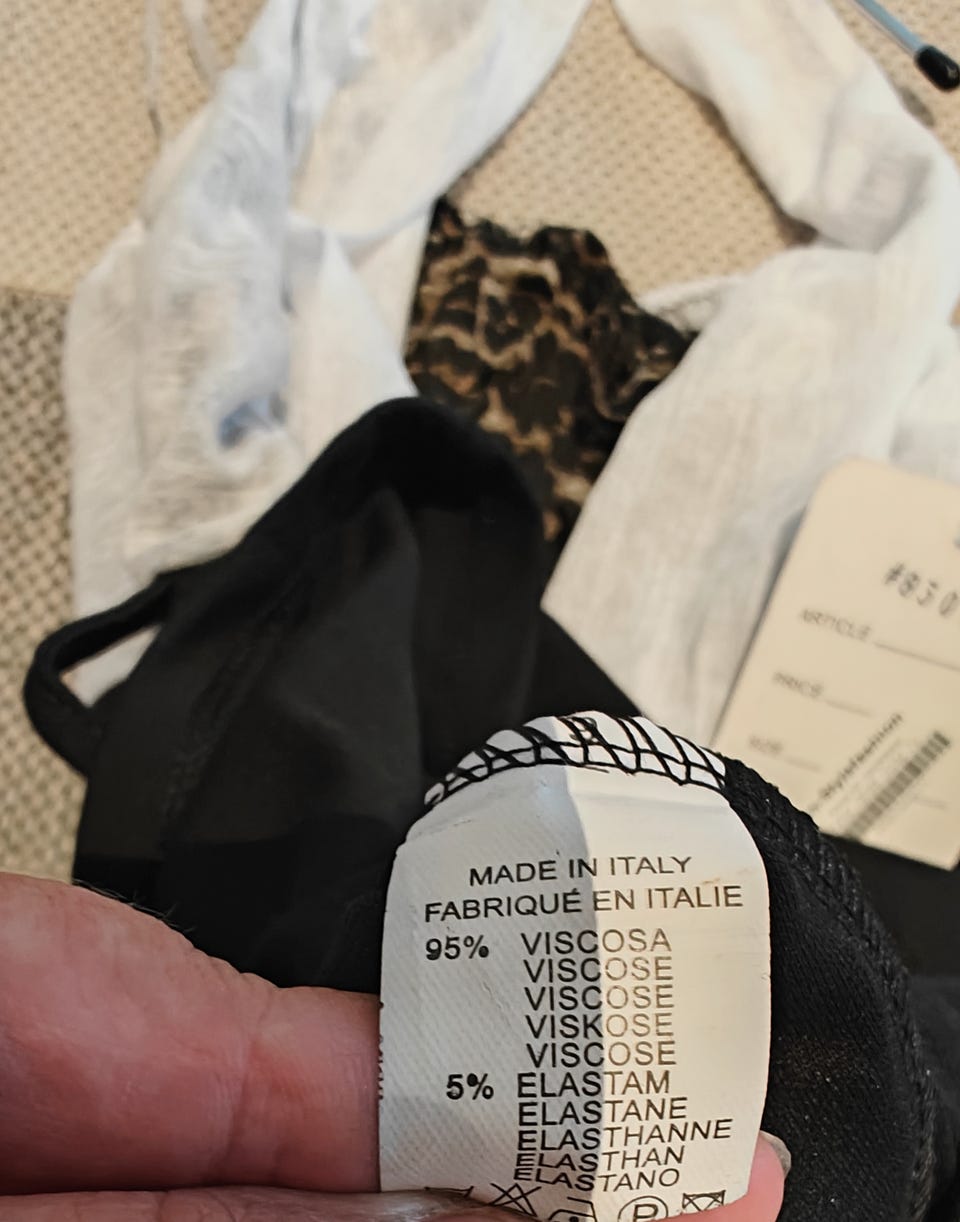 #850
ARTICLE
PRICE
SIZE
MADE IN ITALY
FABRIQUÉ EN ITALIE
95% VISCOSA
VISCOSE
VISCOSE
VISKOSE
VISCOSE
5% ELASTAM
ELASTANE
ELASTHANNE
ELASTHAN
ELASTANO
P